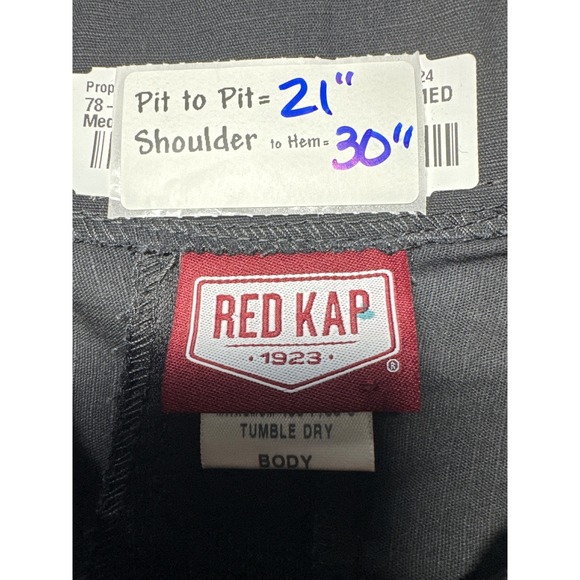 Prop 24
78- MED
Med
Pit to Pit = 21"
Shoulder to Hem = 30"
RED KAP
· 1923 ·
®
TUMBLE DRY
BODY